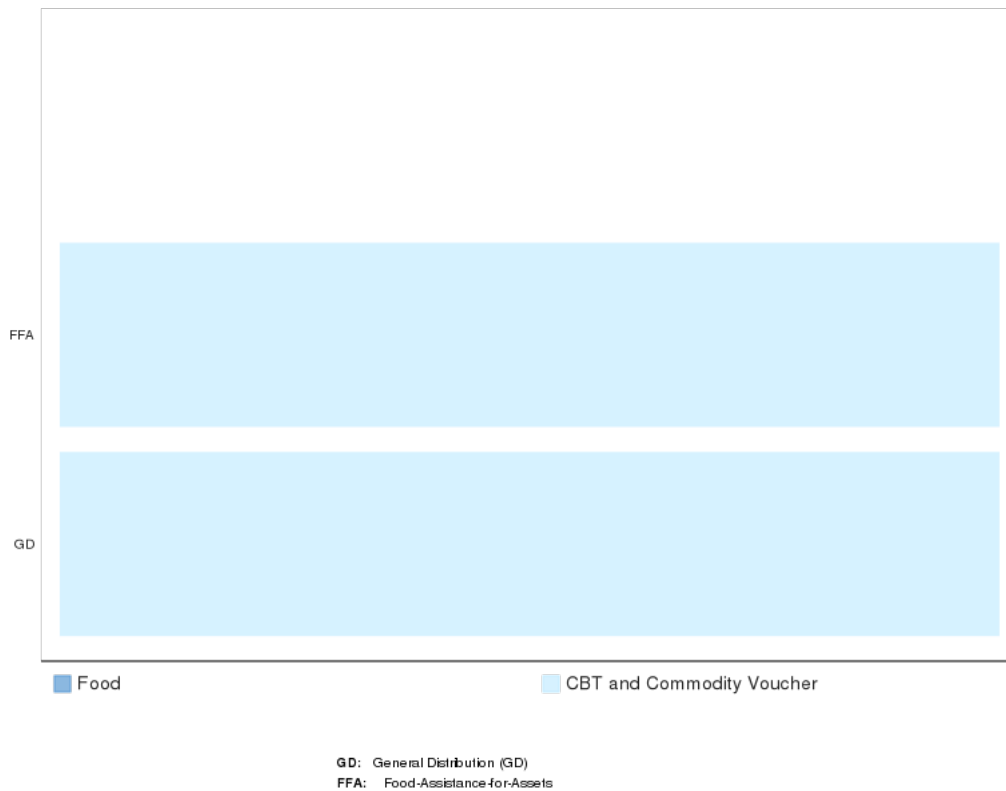 FFA
GD
Food
CBT and Commodity Voucher
GD: General Distribution (GD)
FFA: Food-Assistance-for-Assets